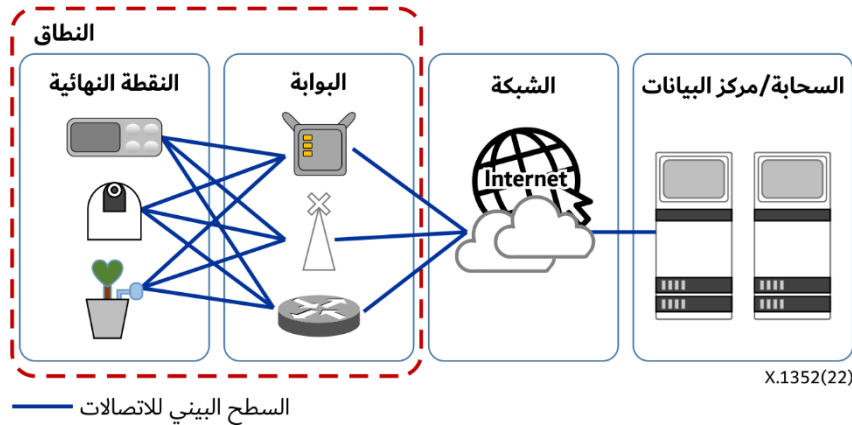 النطاق
النقطة النهائية
البوابة
الشبكة
السحابة/مركز البيانات
Internet
X.1352(22)
السطح البيني للاتصالات